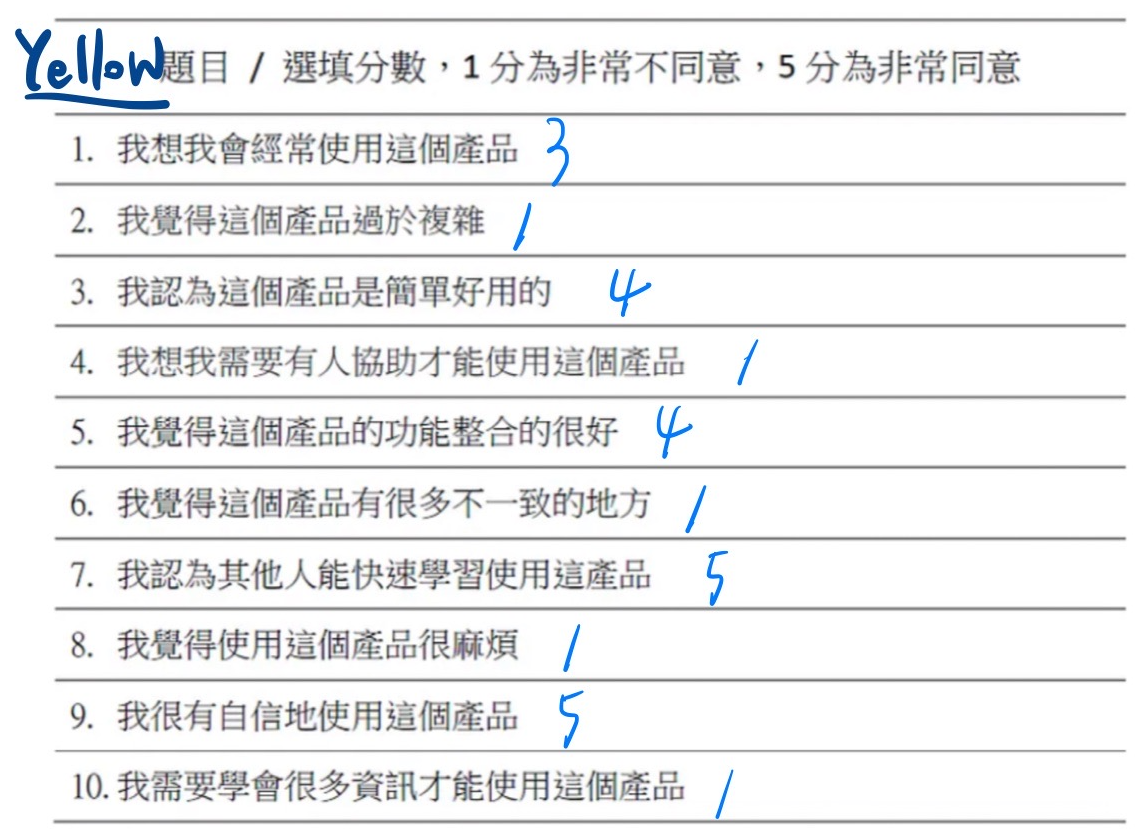 Yellow 題目 / 選填分數，1 分為非常不同意，5 分為非常同意
1. 我想我會經常使用這個產品 3
2. 我覺得這個產品過於複雜 1
3. 我認為這個產品是簡單好用的 4
4. 我想我需要有人協助才能使用這個產品 1
5. 我覺得這個產品的功能整合的很好 4
6. 我覺得這個產品有很多不一致的地方 1
7. 我認為其他人能快速學習使用這產品 5
8. 我覺得使用這個產品很麻煩 1
9. 我很有自信地使用這個產品 5
10. 我需要學會很多資訊才能使用這個產品 1